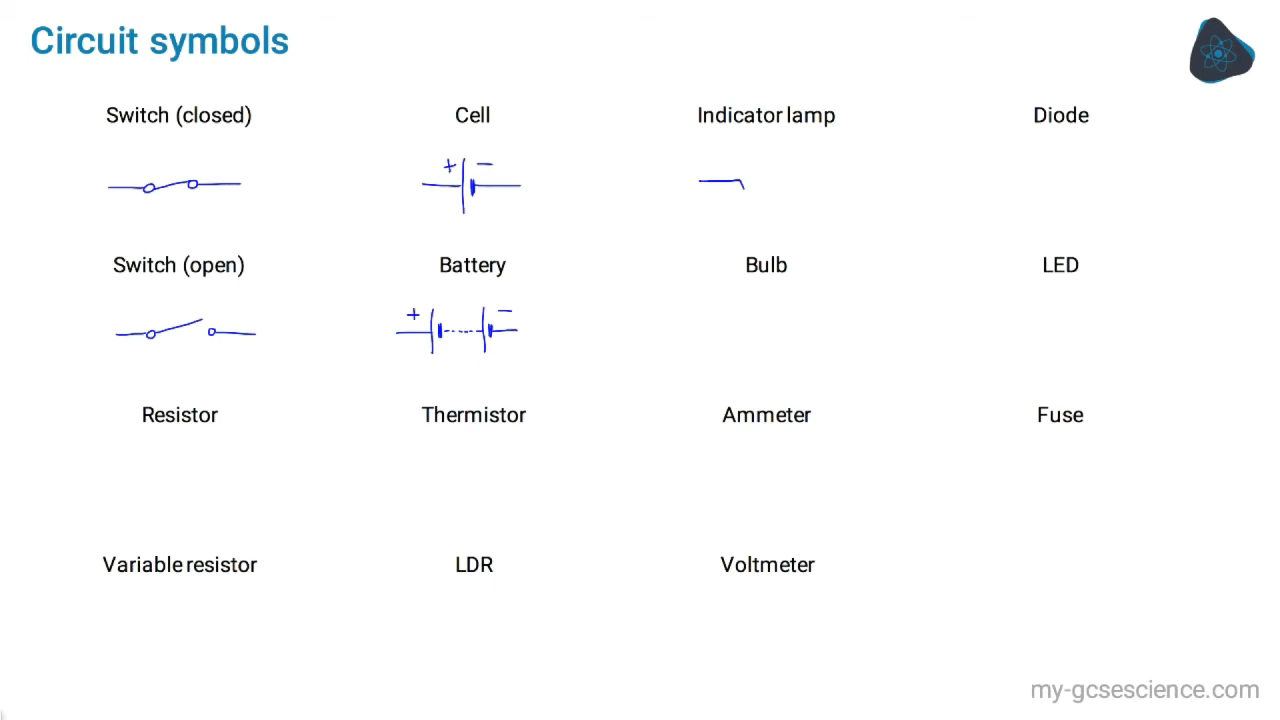 Circuit symbols
Switch (closed) Cell Indicator lamp Diode
+ −
Switch (open) Battery Bulb LED
+ −
Resistor Thermistor Ammeter Fuse
Variable resistor LDR Voltmeter
my-gcsescience.com